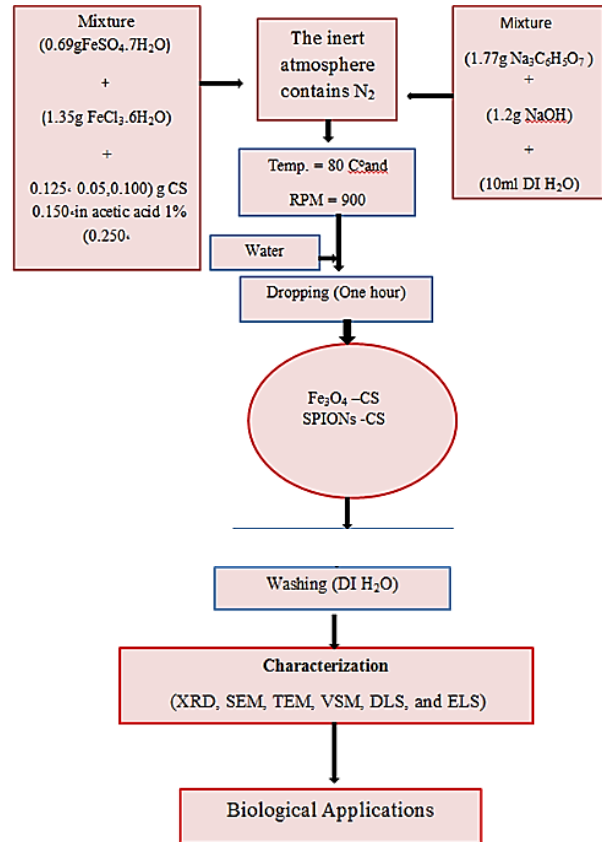 Mixture
(0.69gFeSO₄.7H₂O)
+
(1.35g FeCl₃.6H₂O)
+
0.125، 0.05,0.100) g CS
0.150،in acetic acid 1%
(0.250،
The inert
atmosphere
contains N₂
Mixture
(1.77g Na₃C₆H₅O₇ )
+
(1.2g NaOH)
+
(10ml DI H₂O)
Temp. = 80 C°and
RPM = 900
Water
Dropping (One hour)
Fe₃O₄ –CS
SPIONs -CS
Washing (DI H₂O)
Characterization
(XRD, SEM, TEM, VSM, DLS, and ELS)
Biological Applications